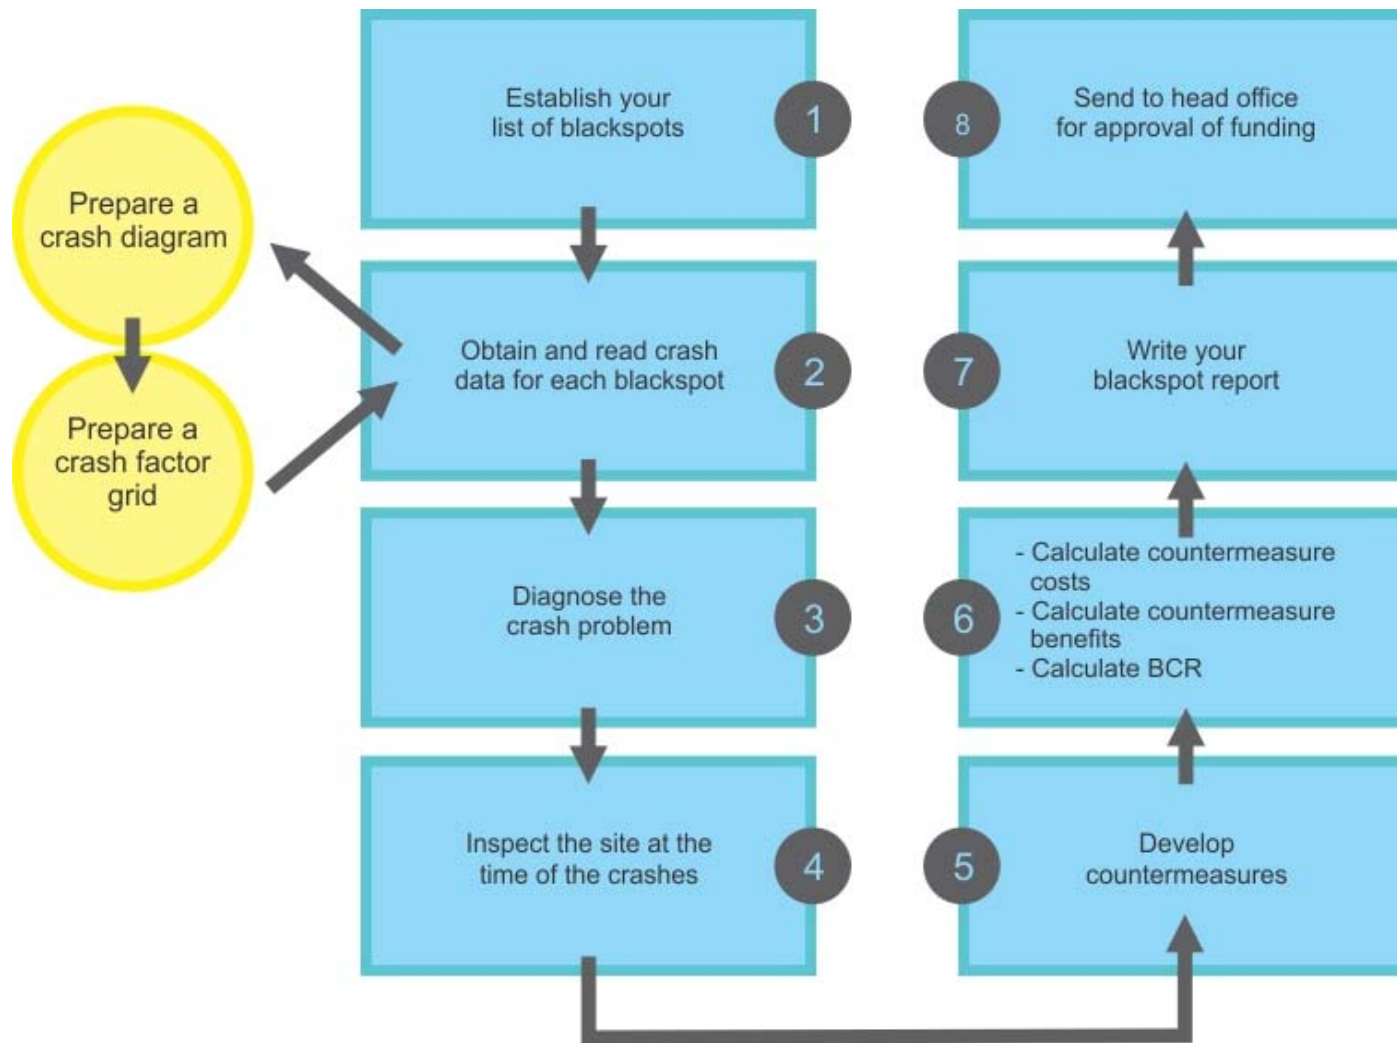 Establish your
list of blackspots
1
Prepare a
crash diagram
Obtain and read crash
data for each blackspot
2
Prepare a
crash factor
grid
Diagnose the
crash problem
3
Inspect the site at the
time of the crashes
4
5
Develop
countermeasures
6
- Calculate countermeasure
costs
- Calculate countermeasure
benefits
- Calculate BCR
7
Write your
blackspot report
8
Send to head office
for approval of funding